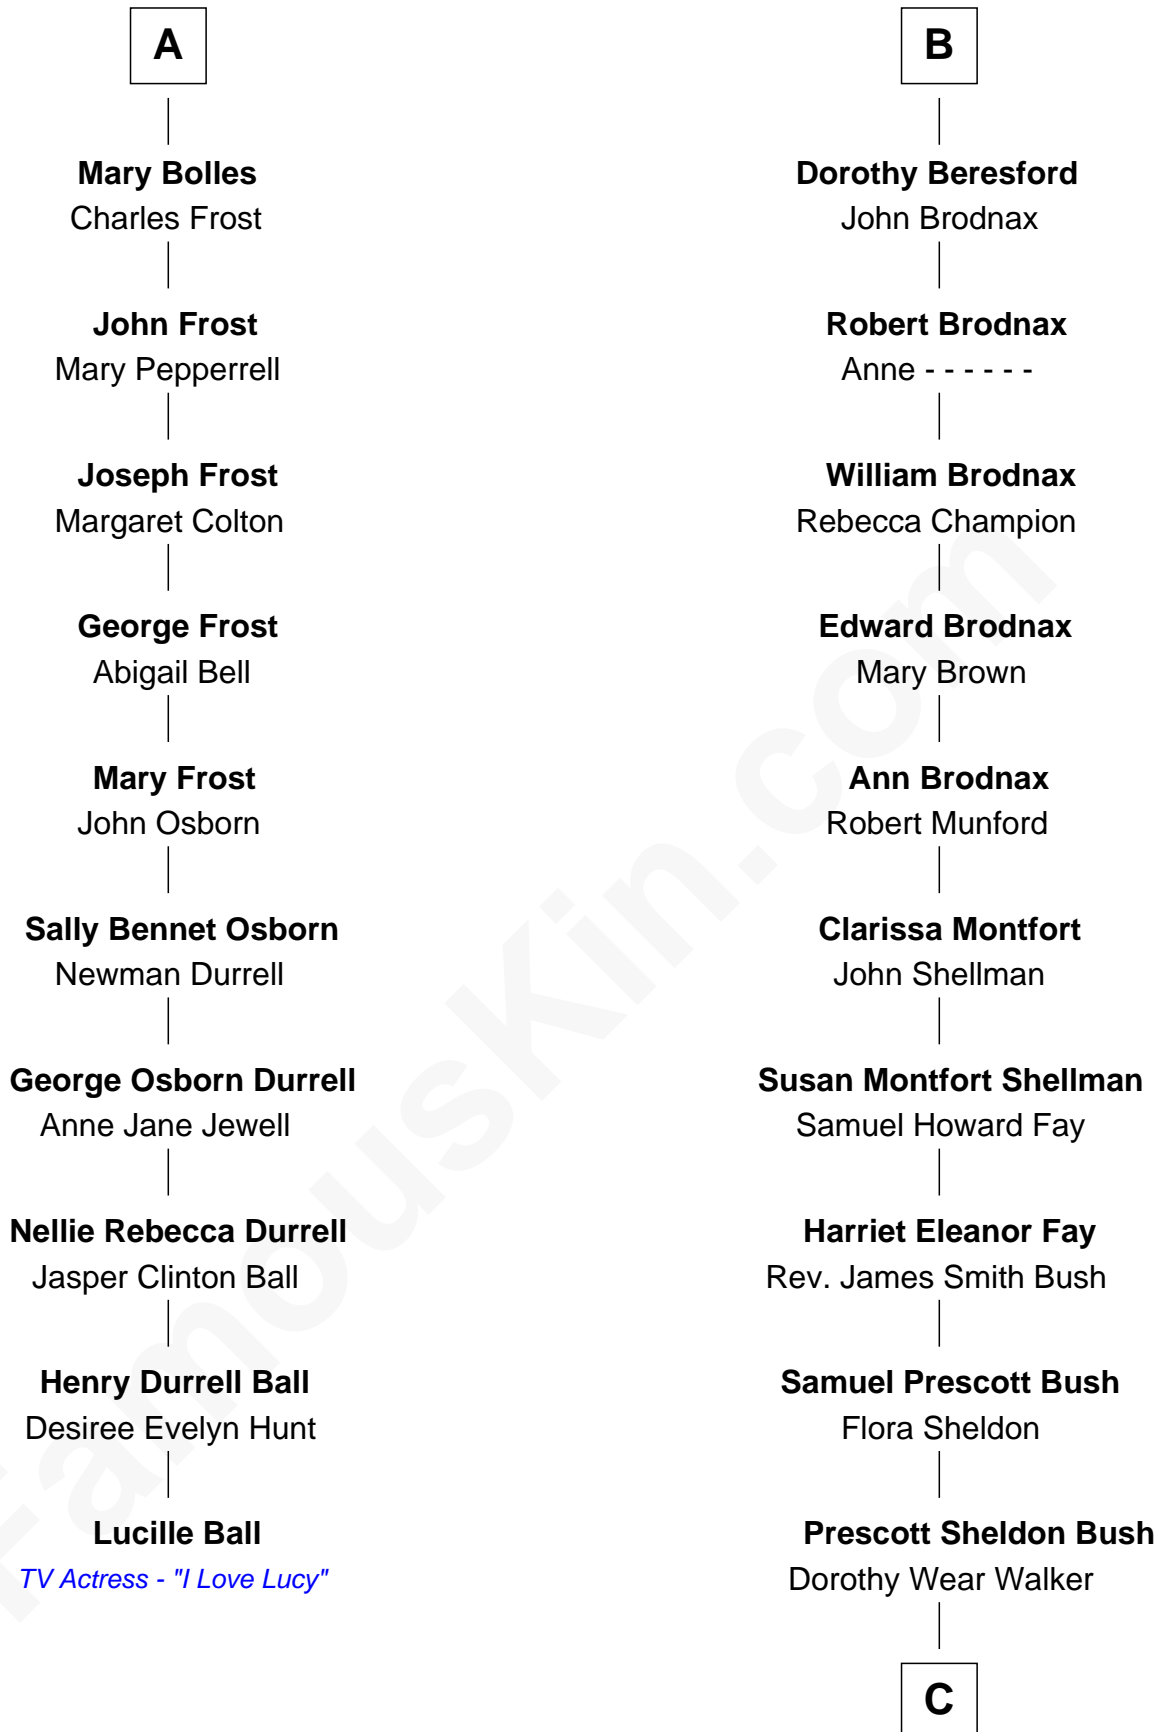 A
Mary Bolles
Charles Frost
John Frost
Mary Pepperrell
Joseph Frost
Margaret Colton
George Frost
Abigail Bell
Mary Frost
John Osborn
Sally Bennet Osborn
Newman Durrell
George Osborn Durrell
Anne Jane Jewell
Nellie Rebecca Durrell
Jasper Clinton Ball
Henry Durrell Ball
Desiree Evelyn Hunt
Lucille Ball
TV Actress - "I Love Lucy"
B
Dorothy Beresford
John Brodnax
Robert Brodnax
Anne - - - - - -
William Brodnax
Rebecca Champion
Edward Brodnax
Mary Brown
Ann Brodnax
Robert Munford
Clarissa Montfort
John Shellman
Susan Montfort Shellman
Samuel Howard Fay
Harriet Eleanor Fay
Rev. James Smith Bush
Samuel Prescott Bush
Flora Sheldon
Prescott Sheldon Bush
Dorothy Wear Walker
C
FamousKin.com